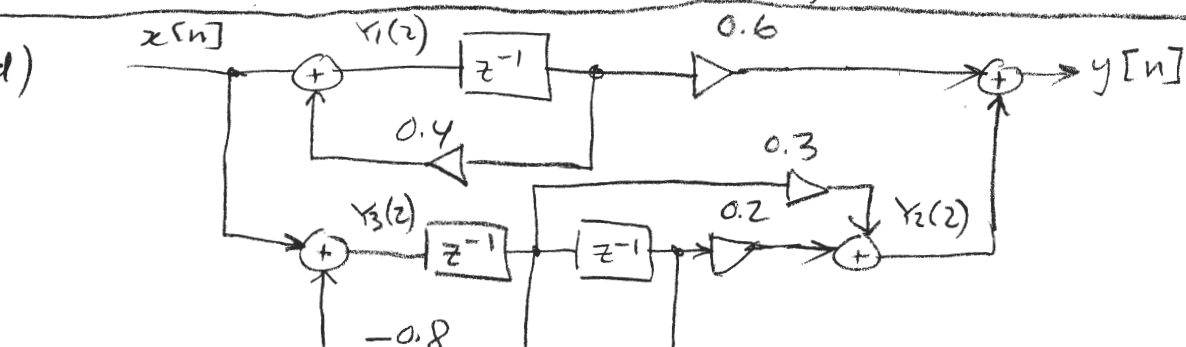 d)
x[n]
Y₁(z)
z⁻¹
0.6
+
+
y[n]
0.4
0.3
Y₃(z)
0.2
Y₂(z)
+
z⁻¹
z⁻¹
+
-0.8